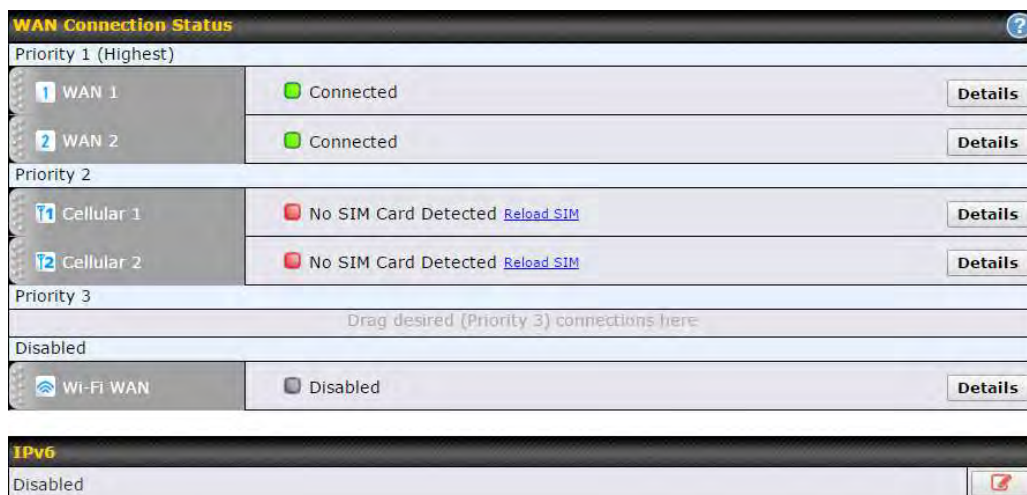 WAN Connection Status
?
Priority 1 (Highest)
1 WAN 1 Connected Details
2 WAN 2 Connected Details
Priority 2
1 Cellular 1 No SIM Card Detected Reload SIM Details
2 Cellular 2 No SIM Card Detected Reload SIM Details
Priority 3
Drag desired (Priority 3) connections here
Disabled
Wi-Fi WAN Disabled Details
IPv6
Disabled